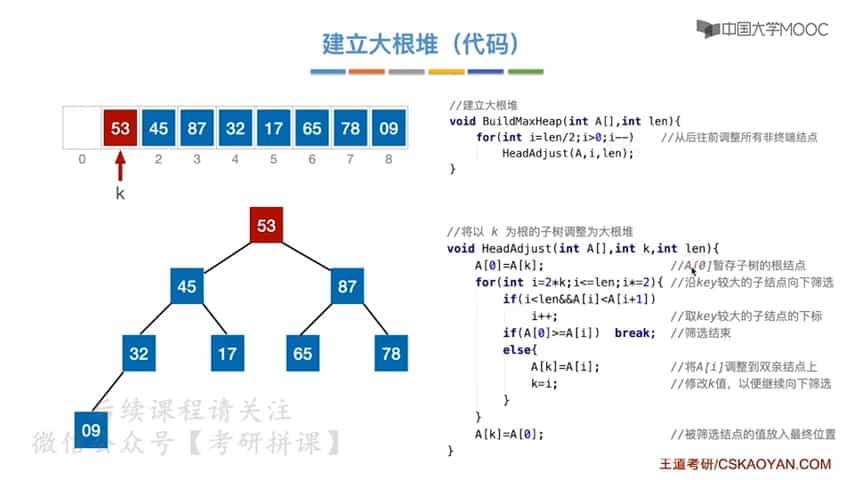 中国大学MOOC
建立大根堆（代码）
53 45 87 32 17 65 78 09
0 2 3 4 5 6 7 8
k
53
45 87
32 17 65 78
09
//建立大根堆
void BuildMaxHeap(int A[],int len){
for(int i=len/2;i>0;i--) //从后往前调整所有非终端结点
HeadAdjust(A,i,len);
}
//将以 k 为根的子树调整为大根堆
void HeadAdjust(int A[],int k,int len){
A[0]=A[k]; //A[0]暂存子树的根结点
for(int i=2*k;i<=len;i*=2){ //沿key较大的子结点向下筛选
if(i<len&&A[i]<A[i+1])
i++; //取key较大的子结点的下标
if(A[0]>=A[i]) break; //筛选结束
else{
A[k]=A[i]; //将A[i]调整到双亲结点上
k=i; //修改k值，以便继续向下筛选
}
}
A[k]=A[0]; //被筛选结点的值放入最终位置
}
后续课程请关注
微信公众号【考研拼课】
王道考研/CSKAOYAN.COM